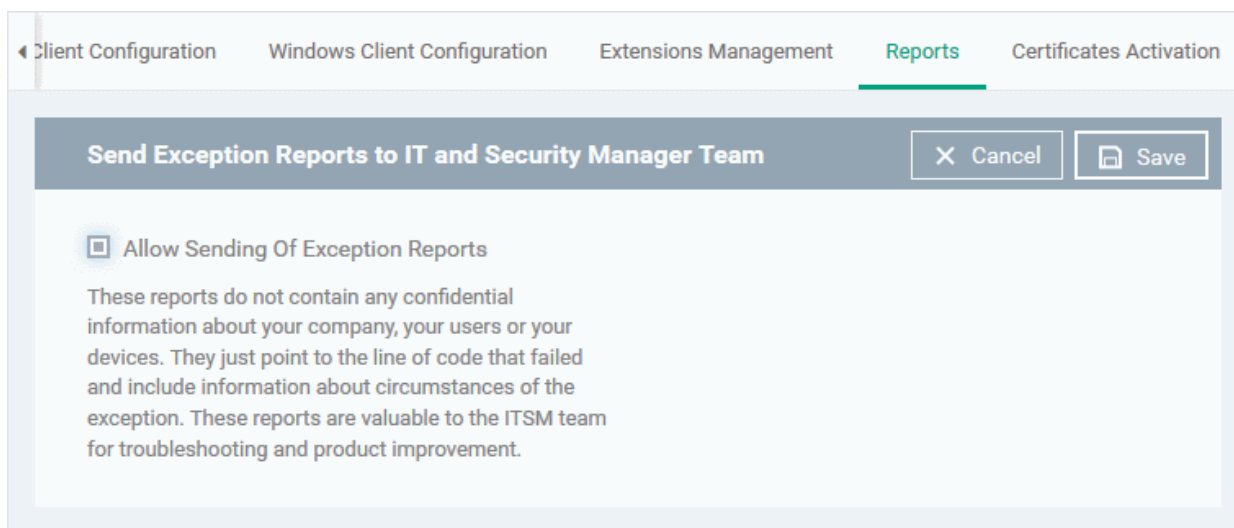 Client Configuration Windows Client Configuration Extensions Management Reports Certificates Activation
Send Exception Reports to IT and Security Manager Team Cancel Save
Allow Sending Of Exception Reports
These reports do not contain any confidential
information about your company, your users or your
devices. They just point to the line of code that failed
and include information about circumstances of the
exception. These reports are valuable to the ITSM team
for troubleshooting and product improvement.